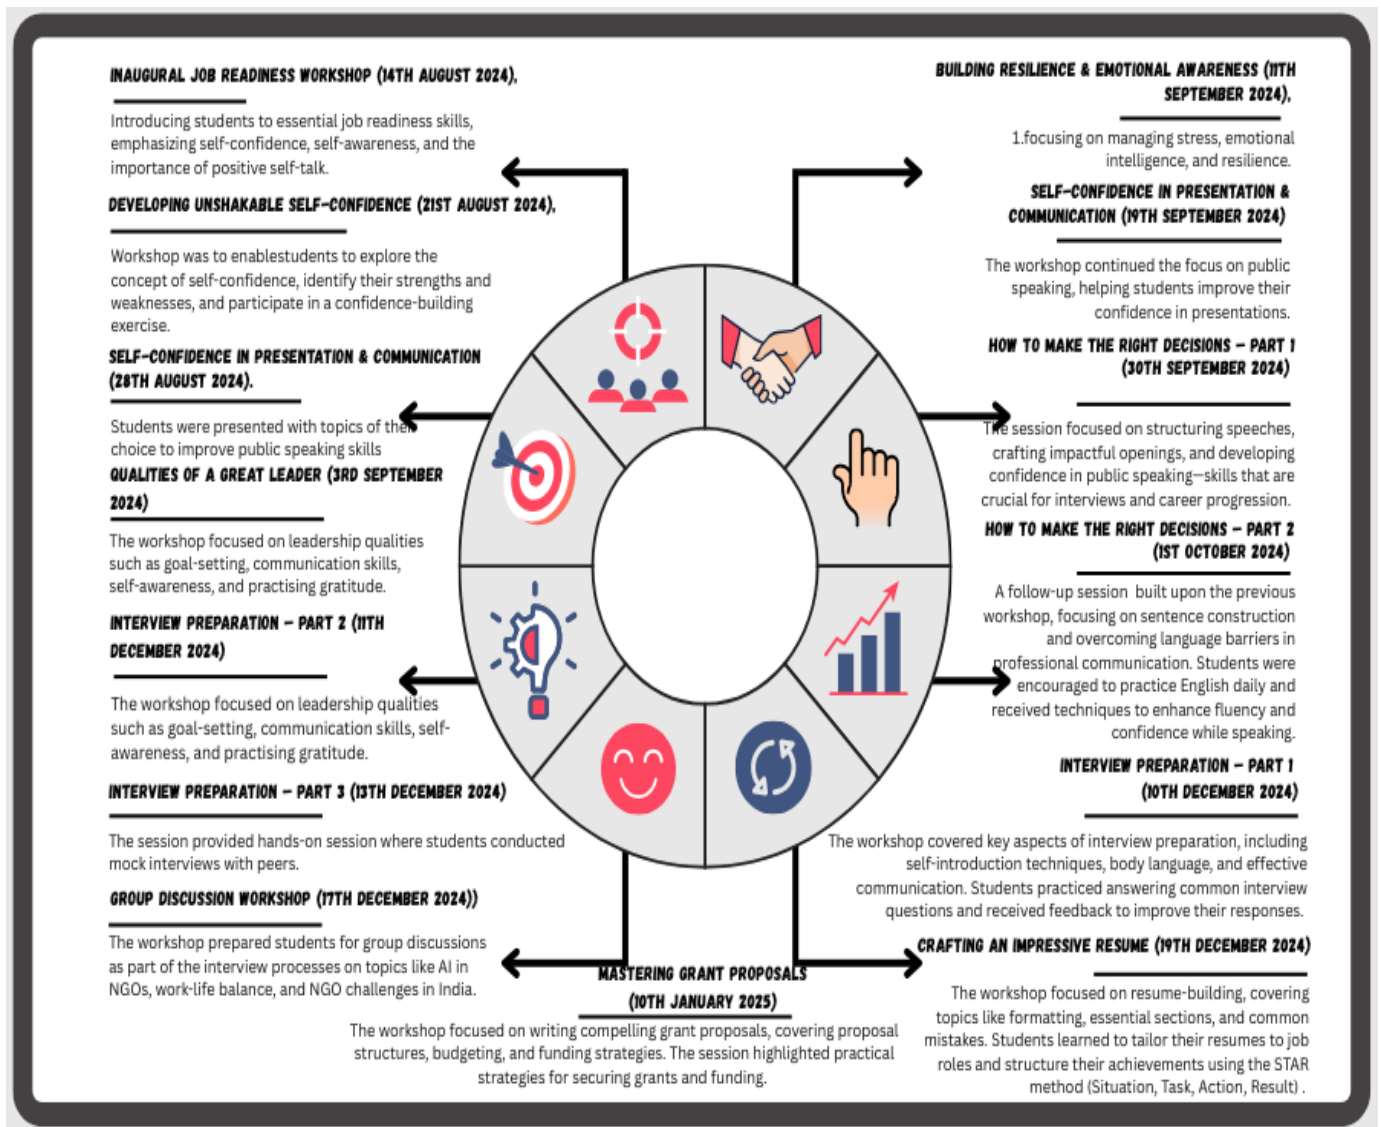 INAUGURAL JOB READINESS WORKSHOP (14TH AUGUST 2024),
Introducing students to essential job readiness skills,
emphasizing self-confidence, self-awareness, and the
importance of positive self-talk.
DEVELOPING UNSHAKABLE SELF-CONFIDENCE (21ST AUGUST 2024),
Workshop was to enablestudents to explore the
concept of self-confidence, identify their strengths and
weaknesses, and participate in a confidence-building
exercise.
SELF-CONFIDENCE IN PRESENTATION & COMMUNICATION
(28TH AUGUST 2024).
Students were presented with topics of their
choice to improve public speaking skills
QUALITIES OF A GREAT LEADER (3RD SEPTEMBER
2024)
The workshop focused on leadership qualities
such as goal-setting, communication skills,
self-awareness, and practising gratitude.
INTERVIEW PREPARATION – PART 2 (11TH
DECEMBER 2024)
The workshop focused on leadership qualities
such as goal-setting, communication skills, self-
awareness, and practising gratitude.
INTERVIEW PREPARATION – PART 3 (13TH DECEMBER 2024)
The session provided hands-on session where students conducted
mock interviews with peers.
GROUP DISCUSSION WORKSHOP (17TH DECEMBER 2024))
The workshop prepared students for group discussions
as part of the interview processes on topics like AI in
NGOs, work-life balance, and NGO challenges in India.
MASTERING GRANT PROPOSALS
(10TH JANUARY 2025)
The workshop focused on writing compelling grant proposals, covering proposal
structures, budgeting, and funding strategies. The session highlighted practical
strategies for securing grants and funding.
BUILDING RESILIENCE & EMOTIONAL AWARENESS (11TH
SEPTEMBER 2024),
1.focusing on managing stress, emotional
intelligence, and resilience.
SELF-CONFIDENCE IN PRESENTATION &
COMMUNICATION (19TH SEPTEMBER 2024)
The workshop continued the focus on public
speaking, helping students improve their
confidence in presentations.
HOW TO MAKE THE RIGHT DECISIONS – PART 1
(30TH SEPTEMBER 2024)
The session focused on structuring speeches,
crafting impactful openings, and developing
confidence in public speaking—skills that are
crucial for interviews and career progression.
HOW TO MAKE THE RIGHT DECISIONS – PART 2
(1ST OCTOBER 2024)
A follow-up session built upon the previous
workshop, focusing on sentence construction
and overcoming language barriers in
professional communication. Students were
encouraged to practice English daily and
received techniques to enhance fluency and
confidence while speaking.
INTERVIEW PREPARATION – PART 1
(10TH DECEMBER 2024)
The workshop covered key aspects of interview preparation, including
self-introduction techniques, body language, and effective
communication. Students practiced answering common interview
questions and received feedback to improve their responses.
CRAFTING AN IMPRESSIVE RESUME (19TH DECEMBER 2024)
The workshop focused on resume-building, covering
topics like formatting, essential sections, and common
mistakes. Students learned to tailor their resumes to job
roles and structure their achievements using the STAR
method (Situation, Task, Action, Result) .